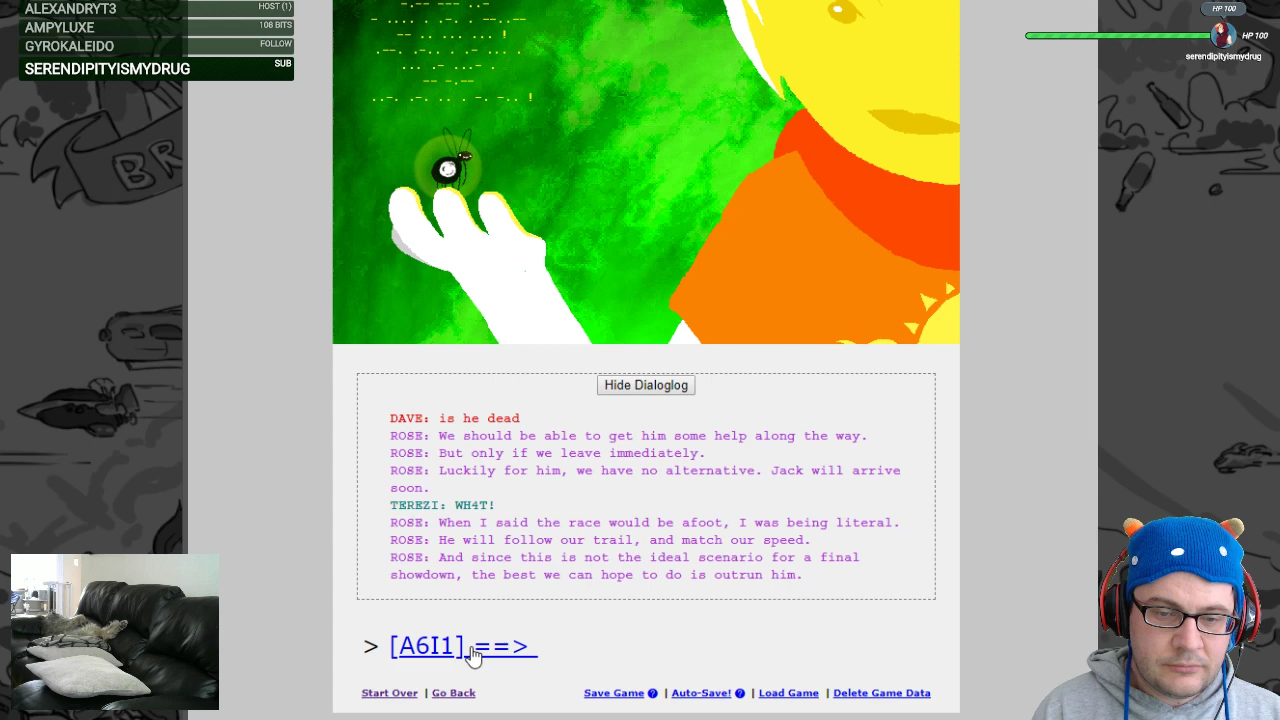 ALEXANDRYT3 HOST (1)
AMPYLUXE 108 BITS
GYROKALEIDO FOLLOW
SERENDIPITYISMYDRUG SUB
HP 100
HP 100
serendipityismydrug
BR
Hide Dialoglog
DAVE: is he dead
ROSE: We should be able to get him some help along the way.
ROSE: But only if we leave immediately.
ROSE: Luckily for him, we have no alternative. Jack will arrive
soon.
TEREZI: WH4T!
ROSE: When I said the race would be afoot, I was being literal.
ROSE: He will follow our trail, and match our speed.
ROSE: And since this is not the ideal scenario for a final
showdown, the best we can hope to do is outrun him.
> [A6I1] ==>
Start Over | Go Back Save Game ? | Auto-Save! ? | Load Game | Delete Game Data